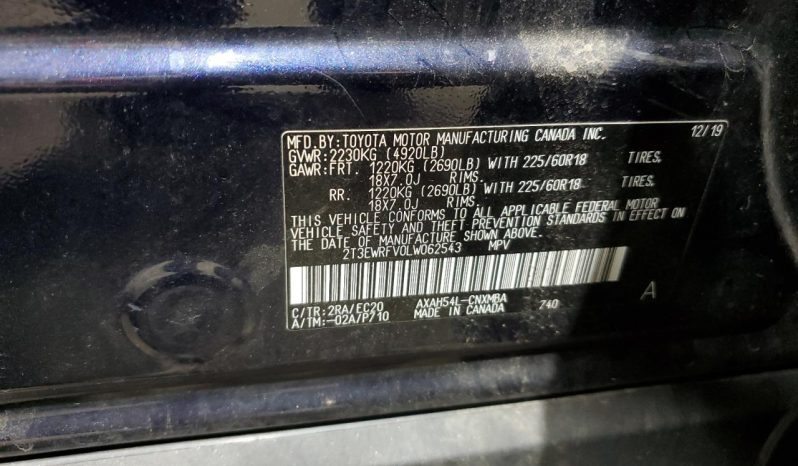 MFD.BY:TOYOTA MOTOR MANUFACTURING CANADA INC. 12/19
GVWR:2230KG (4920LB)
GAWR:FRT. 1220KG (2690LB) WITH 225/60R18 TIRES.
18X7.0J RIMS.
RR. 1220KG (2690LB) WITH 225/60R18 TIRES.
18X7.0J RIMS.
THIS VEHICLE CONFORMS TO ALL APPLICABLE FEDERAL MOTOR
VEHICLE SAFETY AND THEFT PREVENTION STANDARDS IN EFFECT ON
THE DATE OF MANUFACTURE SHOWN ABOVE.
2T3EWRFV0LW062543 MPV
A
C/TR:2RA/EC20 AXAH54L-CNXMBA 740
A/TM:-02A/P710 MADE IN CANADA